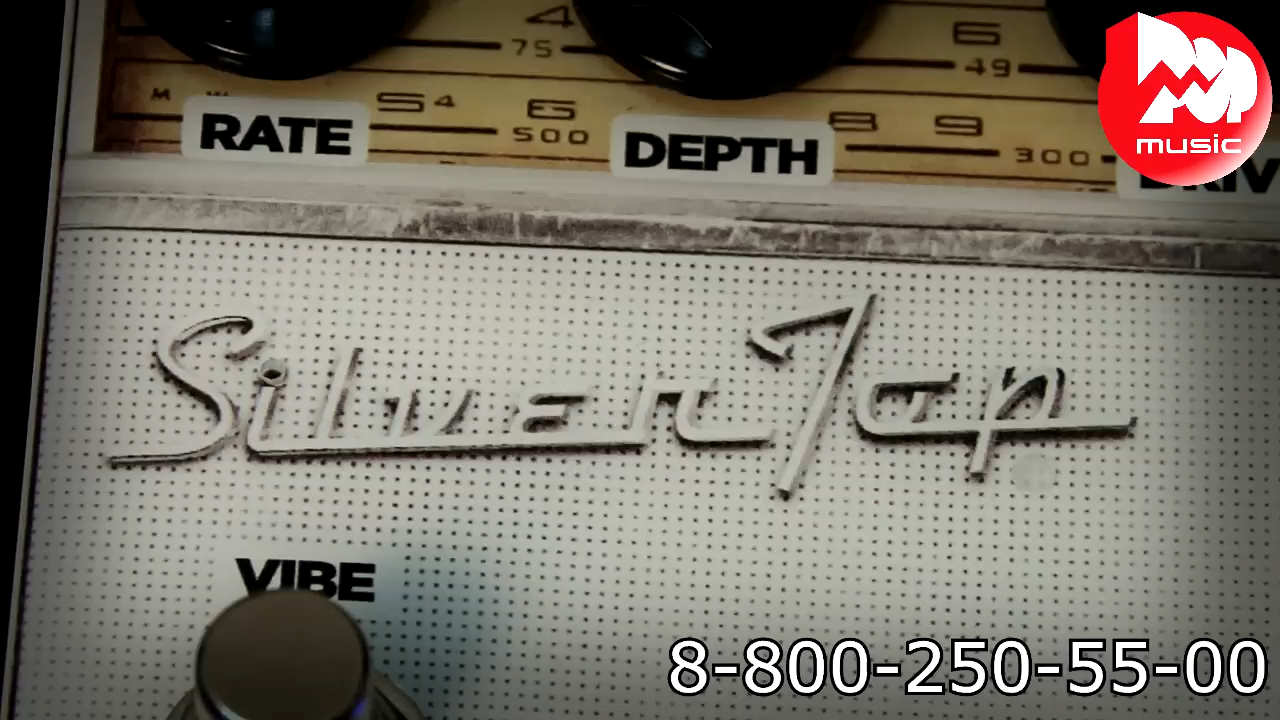 4
75
6
49
M W
5 4
6
500
8
9
300
RATE
DEPTH
POP
music
SilverTop
VIBE
8-800-250-55-00